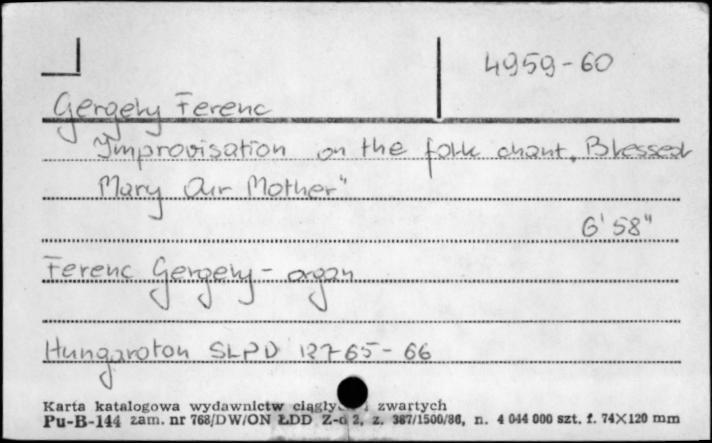 4959-60
Gergely Ferenc
Improvisation on the folk chant „Blessed
Mary Our Mother"
6'58"
Ferenc Gergely - organ
Hungaroton SLPD 12765-66
Karta katalogowa wydawnictw zwartych
Pu-B-144 zam. nr 768/DW/ON ŁDD Z-d 2, z. 387/1500/86, n. 4 044 000 szt. f. 74×120 mm